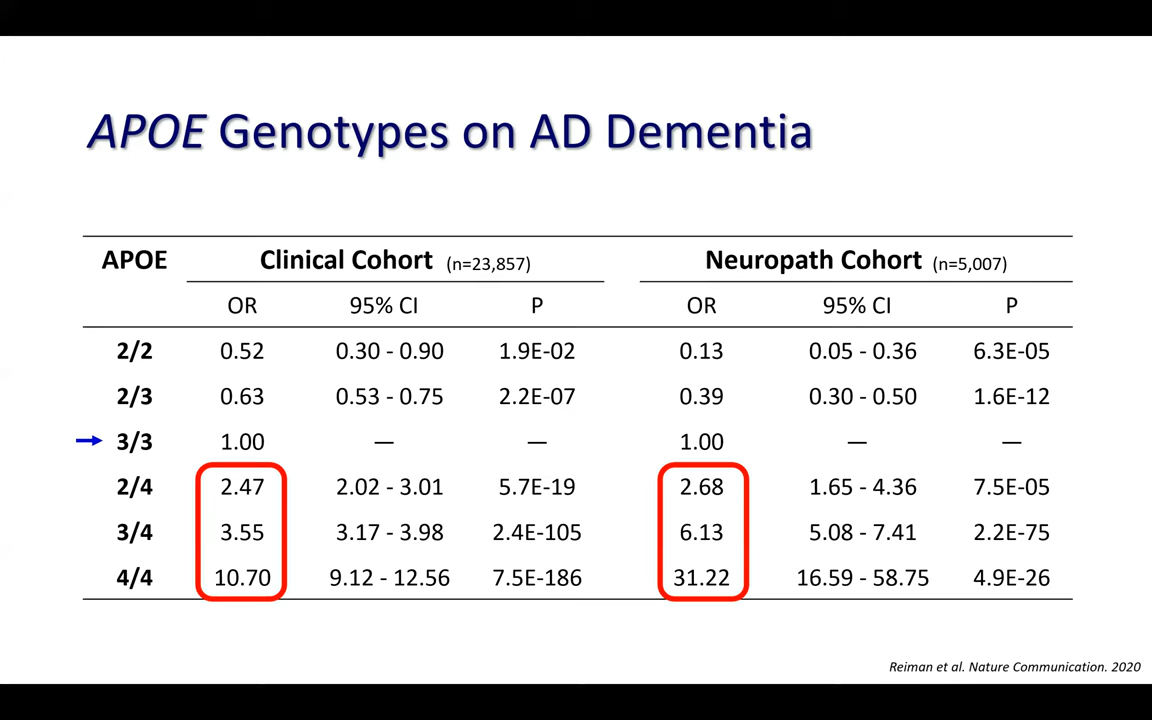 APOE Genotypes on AD Dementia
APOE Clinical Cohort (n=23,857) Neuropath Cohort (n=5,007)
OR 95% CI P OR 95% CI P
2/2 0.52 0.30 - 0.90 1.9E-02 0.13 0.05 - 0.36 6.3E-05
2/3 0.63 0.53 - 0.75 2.2E-07 0.39 0.30 - 0.50 1.6E-12
3/3 1.00 — — 1.00 — —
2/4 2.47 2.02 - 3.01 5.7E-19 2.68 1.65 - 4.36 7.5E-05
3/4 3.55 3.17 - 3.98 2.4E-105 6.13 5.08 - 7.41 2.2E-75
4/4 10.70 9.12 - 12.56 7.5E-186 31.22 16.59 - 58.75 4.9E-26
Reiman et al. Nature Communication. 2020